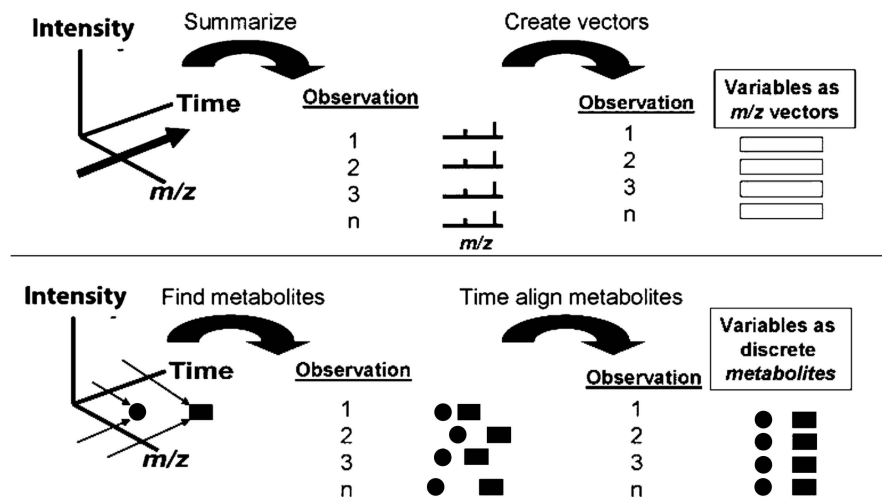 Intensity
Summarize
Create vectors
Time
m/z
Observation
1
2
3
n
m/z
Observation
1
2
3
n
Variables as
m/z vectors
Intensity
Find metabolites
Time align metabolites
Time
m/z
Observation
1
2
3
n
Observation
1
2
3
n
Variables as
discrete
metabolites